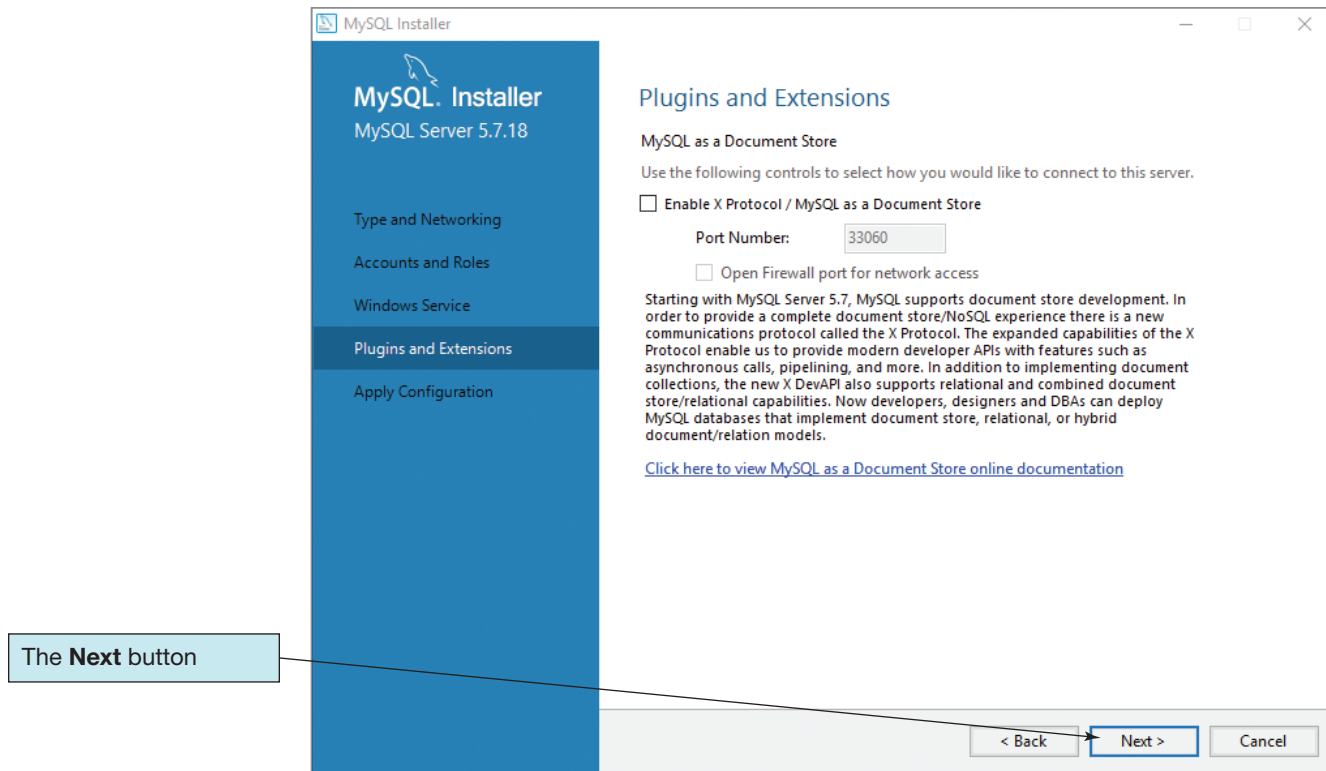 MySQL Installer
MySQL. Installer
MySQL Server 5.7.18
Type and Networking
Accounts and Roles
Windows Service
Plugins and Extensions
Apply Configuration
Plugins and Extensions
MySQL as a Document Store
Use the following controls to select how you would like to connect to this server.
Enable X Protocol / MySQL as a Document Store
Port Number: 33060
Open Firewall port for network access
Starting with MySQL Server 5.7, MySQL supports document store development. In
order to provide a complete document store/NoSQL experience there is a new
communications protocol called the X Protocol. The expanded capabilities of the X
Protocol enable us to provide modern developer APIs with features such as
asynchronous calls, pipelining, and more. In addition to implementing document
collections, the new X DevAPI also supports relational and combined document
store/relational capabilities. Now developers, designers and DBAs can deploy
MySQL databases that implement document store, relational, or hybrid
document/relation models.
Click here to view MySQL as a Document Store online documentation
The Next button
< Back
Next >
Cancel